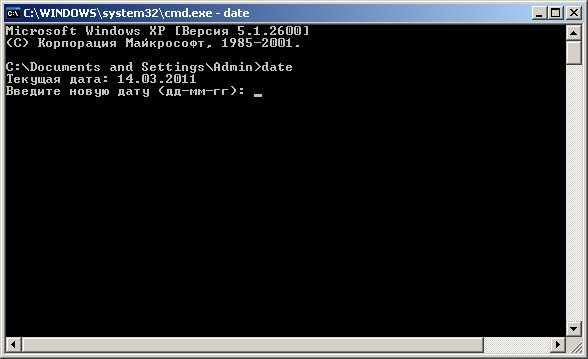 C:\WINDOWS\system32\cmd.exe - date
Microsoft Windows XP [Версия 5.1.2600]
(С) Корпорация Майкрософт, 1985-2001.
C:\Documents and Settings\Admin>date
Текущая дата: 14.03.2011
Введите новую дату (дд-мм-гг): _